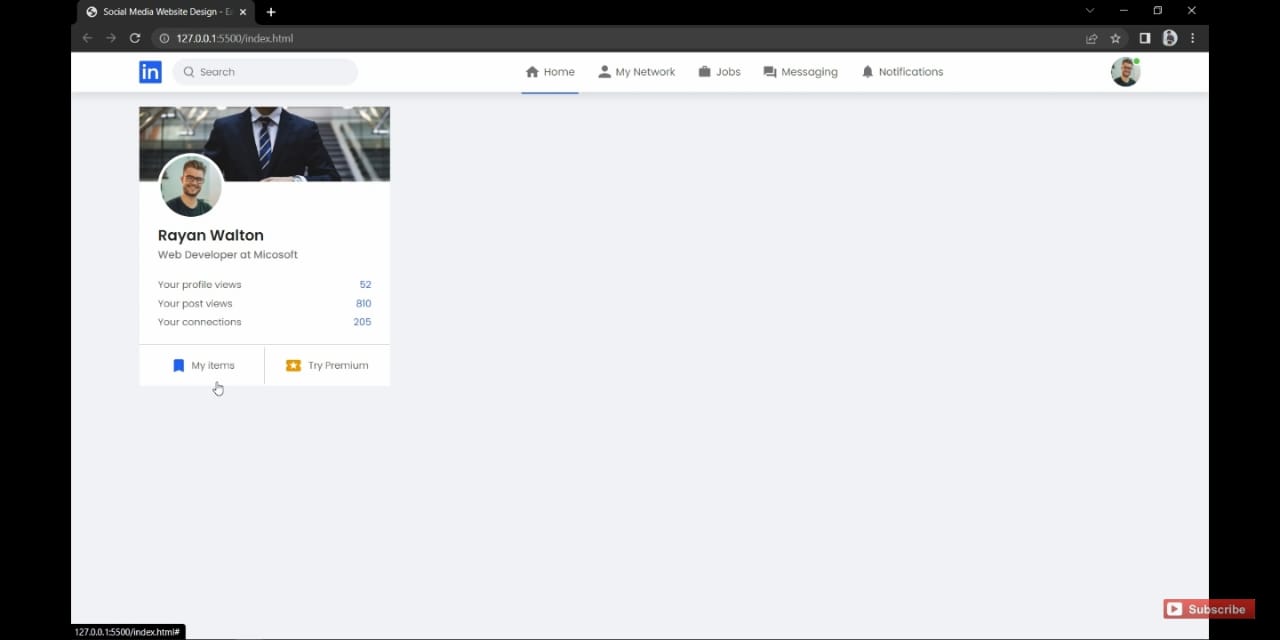 Social Media Website Design - E
127.0.0.1:5500/index.html
in
Search
Home
My Network
Jobs
Messaging
Notifications
Rayan Walton
Web Developer at Micosoft
Your profile views 52
Your post views 810
Your connections 205
My items
Try Premium
Subscribe
127.0.0.1:5500/index.html#